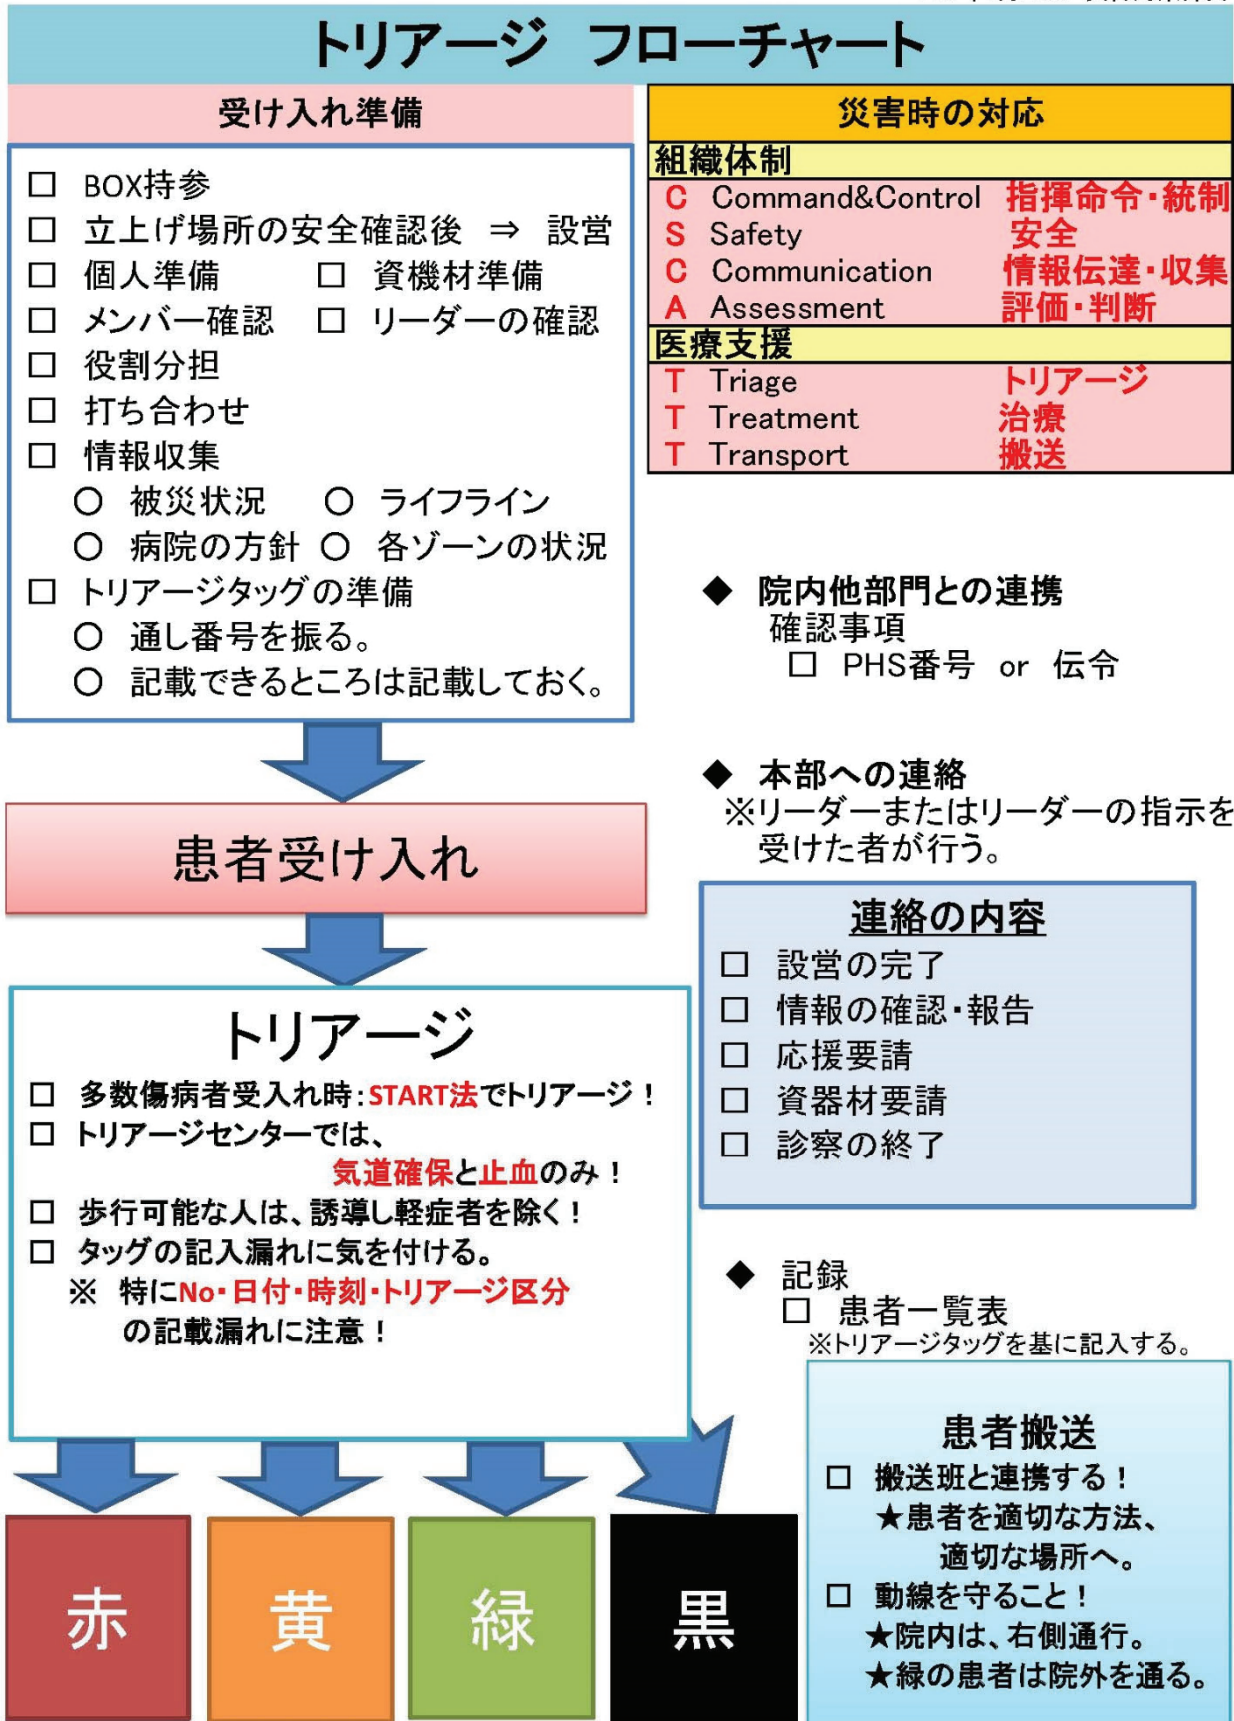 トリアージ フローチャート
受け入れ準備
□ BOX持参
□ 立上げ場所の安全確認後 ⇒ 設営
□ 個人準備 □ 資機材準備
□ メンバー確認 □ リーダーの確認
□ 役割分担
□ 打ち合わせ
□ 情報収集
○ 被災状況 ○ ライフライン
○ 病院の方針 ○ 各ゾーンの状況
□ トリアージタッグの準備
○ 通し番号を振る。
○ 記載できるところは記載しておく。
災害時の対応
組織体制
C Command&Control 指揮命令・統制
S Safety 安全
C Communication 情報伝達・収集
A Assessment 評価・判断
医療支援
T Triage トリアージ
T Treatment 治療
T Transport 搬送
◆ 院内他部門との連携
確認事項
□ PHS番号 or 伝令
◆ 本部への連絡
※リーダーまたはリーダーの指示を
受けた者が行う。
連絡の内容
□ 設営の完了
□ 情報の確認・報告
□ 応援要請
□ 資器材要請
□ 診察の終了
患者受け入れ
トリアージ
□ 多数傷病者受入れ時:START法でトリアージ!
□ トリアージセンターでは、
気道確保と止血のみ!
□ 歩行可能な人は、誘導し軽症者を除く!
□ タッグの記入漏れに気を付ける。
※ 特にNo・日付・時刻・トリアージ区分
の記載漏れに注意!
◆ 記録
□ 患者一覧表
※トリアージタッグを基に記入する。
患者搬送
□ 搬送班と連携する!
★患者を適切な方法、
適切な場所へ。
□ 動線を守ること!
★院内は、右側通行。
★緑の患者は院外を通る。
赤
黄
緑
黒